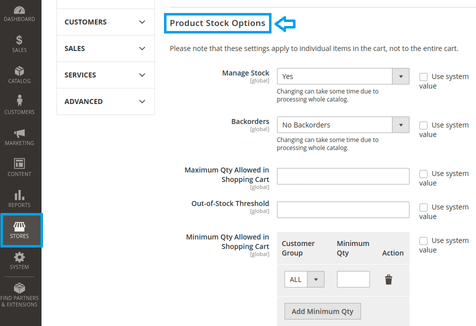 DASHBOARD
SALES
CATALOG
CUSTOMERS
MARKETING
CONTENT
REPORTS
STORES
SYSTEM
FIND PARTNERS
& EXTENSIONS
CUSTOMERS
SALES
SERVICES
ADVANCED
Product Stock Options
Please note that these settings apply to individual items in the cart, not to the entire cart.
Manage Stock
[global]
Yes
Use system
value
Changing can take some time due to
processing whole catalog.
Backorders
[global]
No Backorders
Use system
value
Changing can take some time due to
processing whole catalog.
Maximum Qty Allowed in
Shopping Cart
[global]
Use system
value
Out-of-Stock Threshold
[global]
Use system
value
Minimum Qty Allowed in
Shopping Cart
[global]
Customer
Group
Minimum
Qty
Action
ALL
Add Minimum Qty
Use system
value